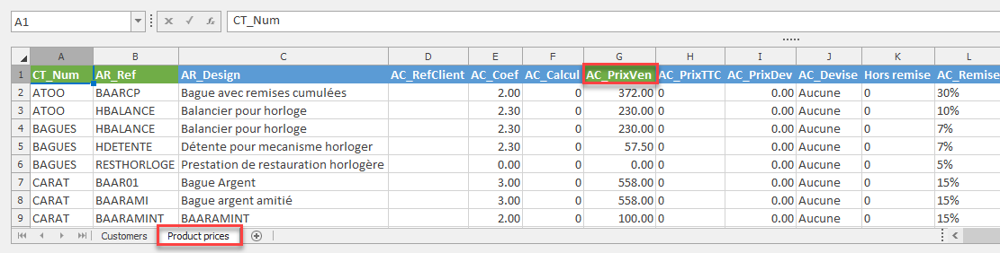 A1 fx CT_Num
A B C D E F G H I J K L
1 CT_Num AR_Ref AR_Design AC_RefClient AC_Coef AC_Calcul AC_PrixVen AC_PrixTTC AC_PrixDev AC_Devise Hors remise AC_Remise
2 ATOO BAARCP Bague avec remises cumulées 2.00 0 372.00 0 0.00 Aucune 0 30%
3 ATOO HBALANCE Balancier pour horloge 2.30 0 230.00 0 0.00 Aucune 0 10%
4 BAGUES HBALANCE Balancier pour horloge 2.30 0 230.00 0 0.00 Aucune 0 7%
5 BAGUES HDETENTE Détente pour mecanisme horloger 2.30 0 57.50 0 0.00 Aucune 0 7%
6 BAGUES RESTHORLOGE Prestation de restauration horlogère 0.00 0 0.00 0 0.00 Aucune 0 5%
7 CARAT BAAR01 Bague Argent 3.00 0 558.00 0 0.00 Aucune 0 15%
8 CARAT BAARAMI Bague argent amitié 3.00 0 558.00 0 0.00 Aucune 0 15%
9 CARAT BAARAMINT BAARAMINT 2.00 0 100.00 0 0.00 Aucune 0 15%
Customers Product prices